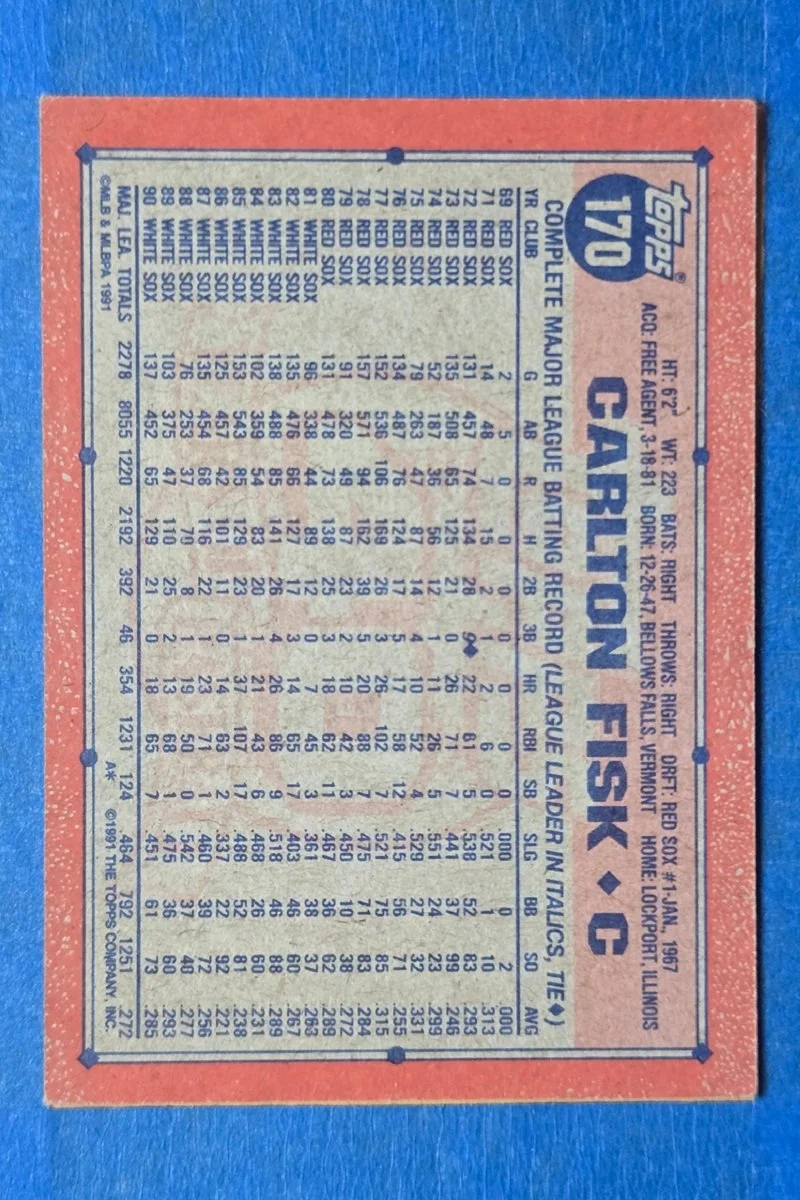 topps®
170
HT: 6'2" WT: 223 BATS: RIGHT THROWS: RIGHT DRFT: RED SOX #1-JAN., 1967
ACQ: FREE AGENT, 3-18-81 BORN: 12-26-47, BELLOWS FALLS, VERMONT HOME: LOCKPORT, ILLINOIS
CARLTON FISK ♦ C
COMPLETE MAJOR LEAGUE BATTING RECORD (LEAGUE LEADER IN ITALICS, TIE♦)
YR CLUB G AB R H 2B 3B HR RBI SB SLG BB SO AVG
69 RED SOX 2 5 0 0 0 0 0 0 0 .000 0 2 .000
71 RED SOX 14 48 7 15 2 1 2 6 0 .521 1 10 .313
72 RED SOX 131 457 74 134 28 9♦ 22 61 5 .538 52 83 .293
73 RED SOX 135 508 65 125 21 0 26 71 7 .441 37 99 .246
74 RED SOX 52 187 36 56 12 1 11 26 5 .551 24 23 .299
75 RED SOX 79 263 47 87 14 4 10 52 4 .529 27 32 .331
76 RED SOX 134 487 76 124 17 5 17 58 12 .415 56 71 .255
77 RED SOX 152 536 106 169 26 3 26 102 7 .521 75 85 .315
78 RED SOX 157 571 94 162 39 5 20 88 7 .475 71 83 .284
79 RED SOX 91 320 49 87 23 2 10 42 3 .450 10 38 .272
80 RED SOX 131 478 73 138 25 3 18 62 11 .467 36 62 .289
81 WHITE SOX 96 338 44 89 12 0 7 45 3 .361 38 37 .263
82 WHITE SOX 135 476 66 127 17 3 14 65 17 .403 46 60 .267
83 WHITE SOX 138 488 85 141 26 4 26 86 9 .518 46 88 .289
84 WHITE SOX 102 359 54 83 20 1 21 43 6 .468 26 60 .231
85 WHITE SOX 153 543 85 129 23 1 37 107 17 .488 52 81 .238
86 WHITE SOX 125 457 42 101 11 0 14 63 2 .337 22 92 .221
87 WHITE SOX 135 454 68 116 22 1 23 71 1 .460 39 72 .256
88 WHITE SOX 76 253 37 70 8 1 19 50 0 .542 37 40 .277
89 WHITE SOX 103 375 47 110 25 2 13 68 1 .475 36 60 .293
90 WHITE SOX 137 452 65 129 21 0 18 65 7 .451 61 73 .285
MAJ. LEA. TOTALS 2278 8055 1220 2192 392 46 354 1231 124 .464 792 1251 .272
©MLB & MLBPA 1991 A* ©1991 THE TOPPS COMPANY, INC.